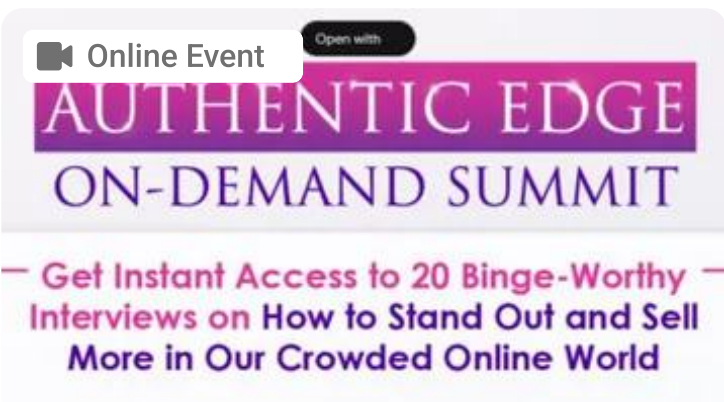 Open with
Online Event
AUTHENTIC EDGE
ON-DEMAND SUMMIT
Get Instant Access to 20 Binge-Worthy
Interviews on How to Stand Out and Sell
More in Our Crowded Online World